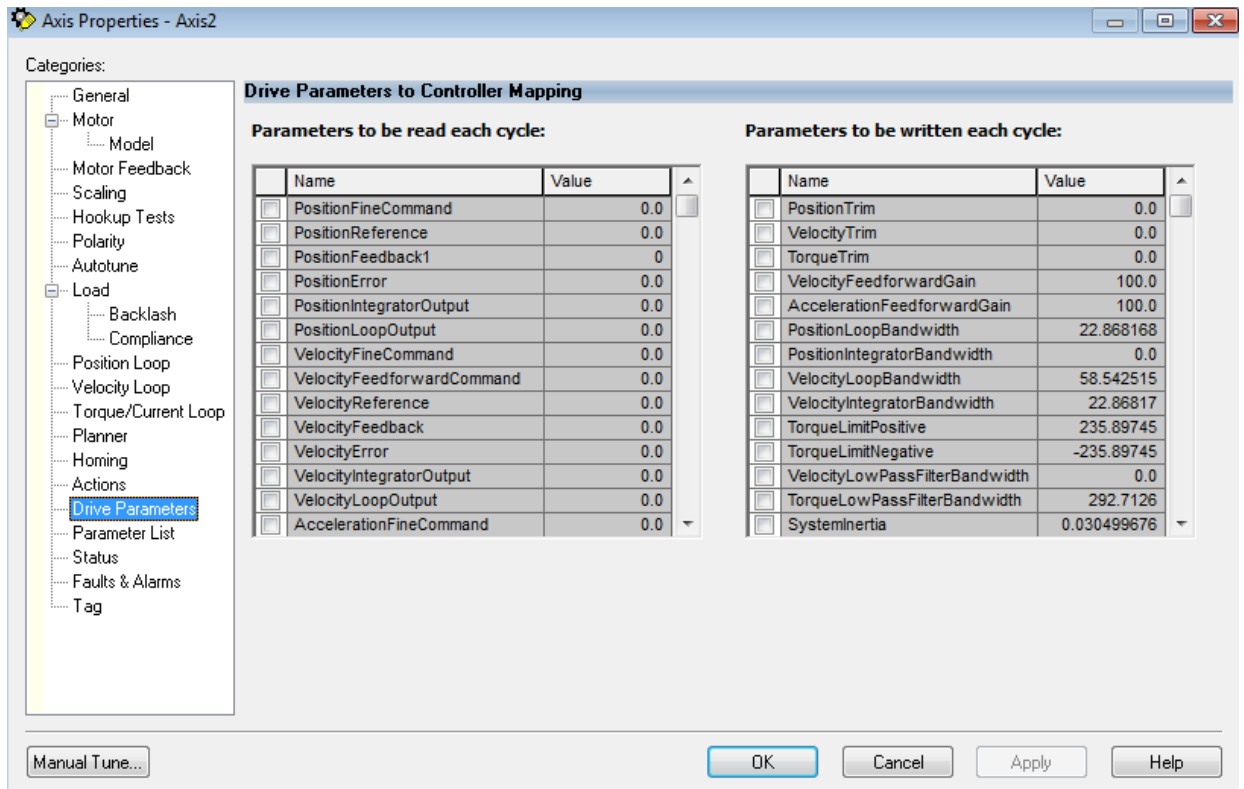 Axis Properties - Axis2
Categories:
General
Motor
Model
Motor Feedback
Scaling
Hookup Tests
Polarity
Autotune
Load
Backlash
Compliance
Position Loop
Velocity Loop
Torque/Current Loop
Planner
Homing
Actions
Drive Parameters
Parameter List
Status
Faults & Alarms
Tag
Drive Parameters to Controller Mapping
Parameters to be read each cycle:
Name Value
PositionFineCommand 0.0
PositionReference 0.0
PositionFeedback1 0
PositionError 0.0
PositionIntegratorOutput 0.0
PositionLoopOutput 0.0
VelocityFineCommand 0.0
VelocityFeedforwardCommand 0.0
VelocityReference 0.0
VelocityFeedback 0.0
VelocityError 0.0
VelocityIntegratorOutput 0.0
VelocityLoopOutput 0.0
AccelerationFineCommand 0.0
Parameters to be written each cycle:
Name Value
PositionTrim 0.0
VelocityTrim 0.0
TorqueTrim 0.0
VelocityFeedforwardGain 100.0
AccelerationFeedforwardGain 100.0
PositionLoopBandwidth 22.868168
PositionIntegratorBandwidth 0.0
VelocityLoopBandwidth 58.542515
VelocityIntegratorBandwidth 22.86817
TorqueLimitPositive 235.89745
TorqueLimitNegative -235.89745
VelocityLowPassFilterBandwidth 0.0
TorqueLowPassFilterBandwidth 292.7126
SystemInertia 0.030499676
Manual Tune...
OK
Cancel
Apply
Help